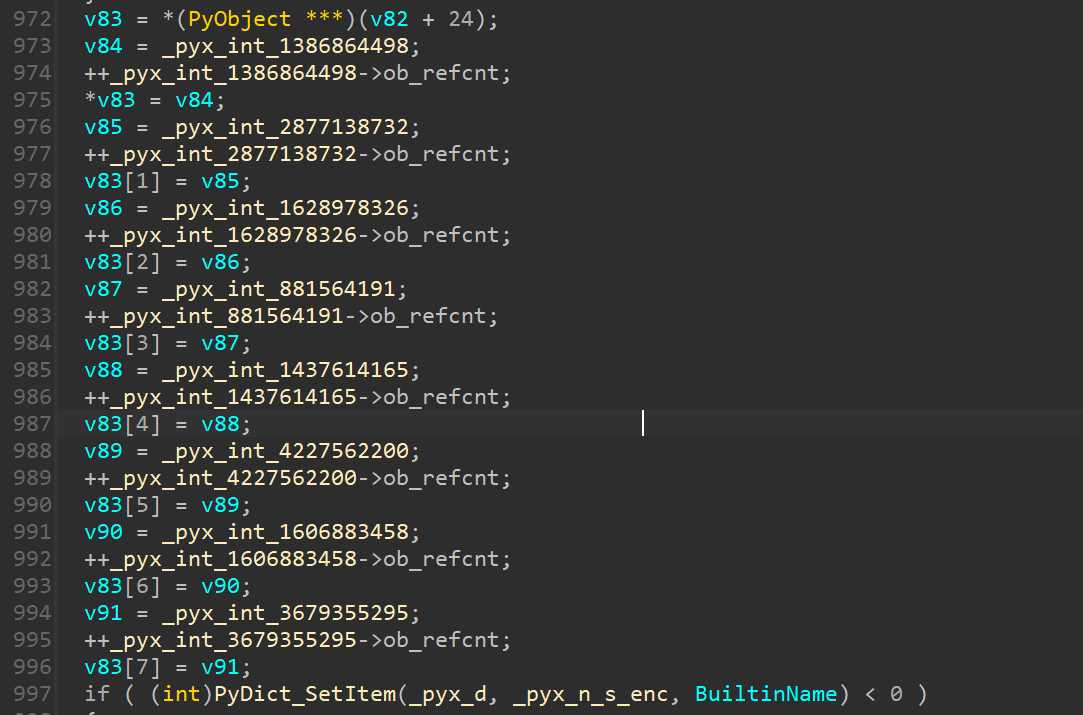 972 v83 = *(PyObject ***)(v82 + 24);
973 v84 = _pyx_int_1386864498;
974 ++_pyx_int_1386864498->ob_refcnt;
975 *v83 = v84;
976 v85 = _pyx_int_2877138732;
977 ++_pyx_int_2877138732->ob_refcnt;
978 v83[1] = v85;
979 v86 = _pyx_int_1628978326;
980 ++_pyx_int_1628978326->ob_refcnt;
981 v83[2] = v86;
982 v87 = _pyx_int_881564191;
983 ++_pyx_int_881564191->ob_refcnt;
984 v83[3] = v87;
985 v88 = _pyx_int_1437614165;
986 ++_pyx_int_1437614165->ob_refcnt;
987 v83[4] = v88;
988 v89 = _pyx_int_4227562200;
989 ++_pyx_int_4227562200->ob_refcnt;
990 v83[5] = v89;
991 v90 = _pyx_int_1606883458;
992 ++_pyx_int_1606883458->ob_refcnt;
993 v83[6] = v90;
994 v91 = _pyx_int_3679355295;
995 ++_pyx_int_3679355295->ob_refcnt;
996 v83[7] = v91;
997 if ( (int)PyDict_SetItem(_pyx_d, _pyx_n_s_enc, BuiltinName) < 0 )